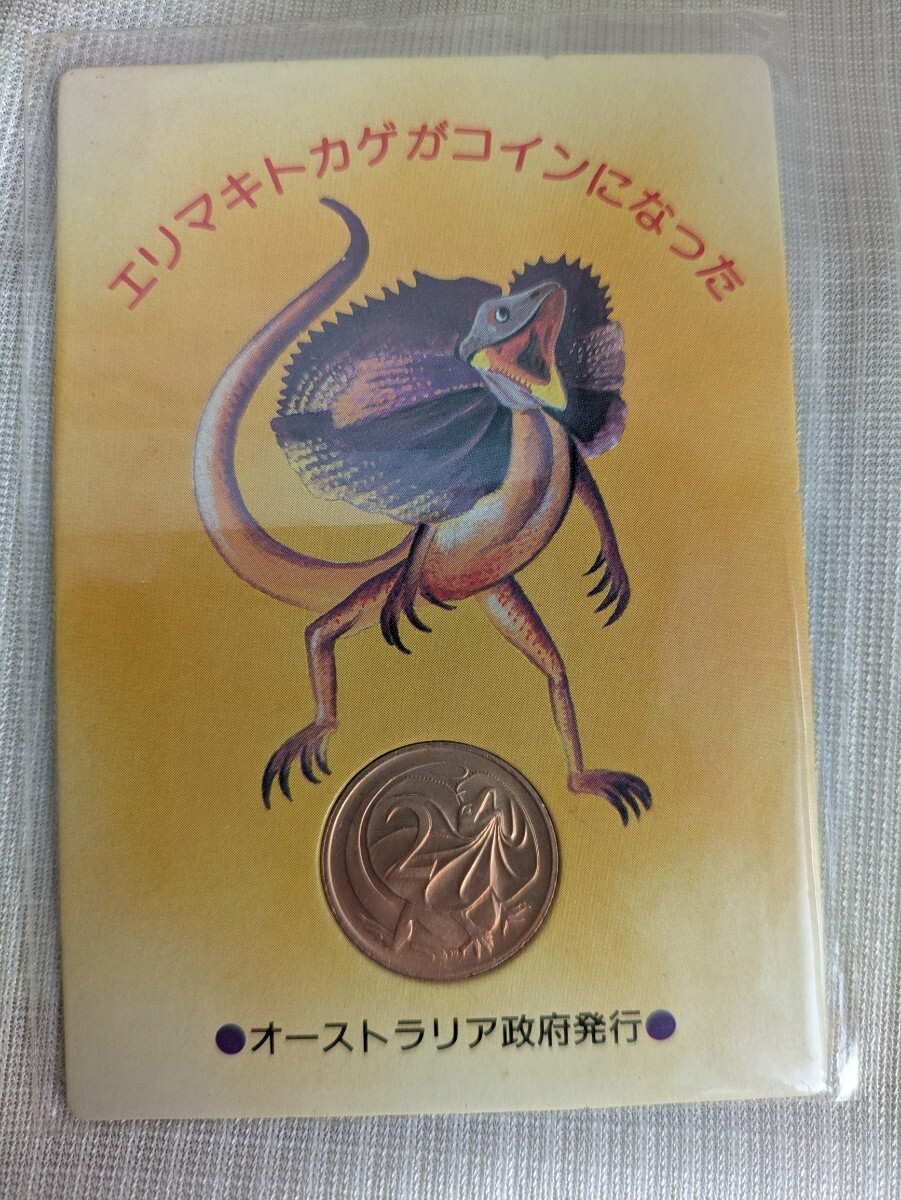 エリマキトカゲがコインになった
2
●オーストラリア政府発行●